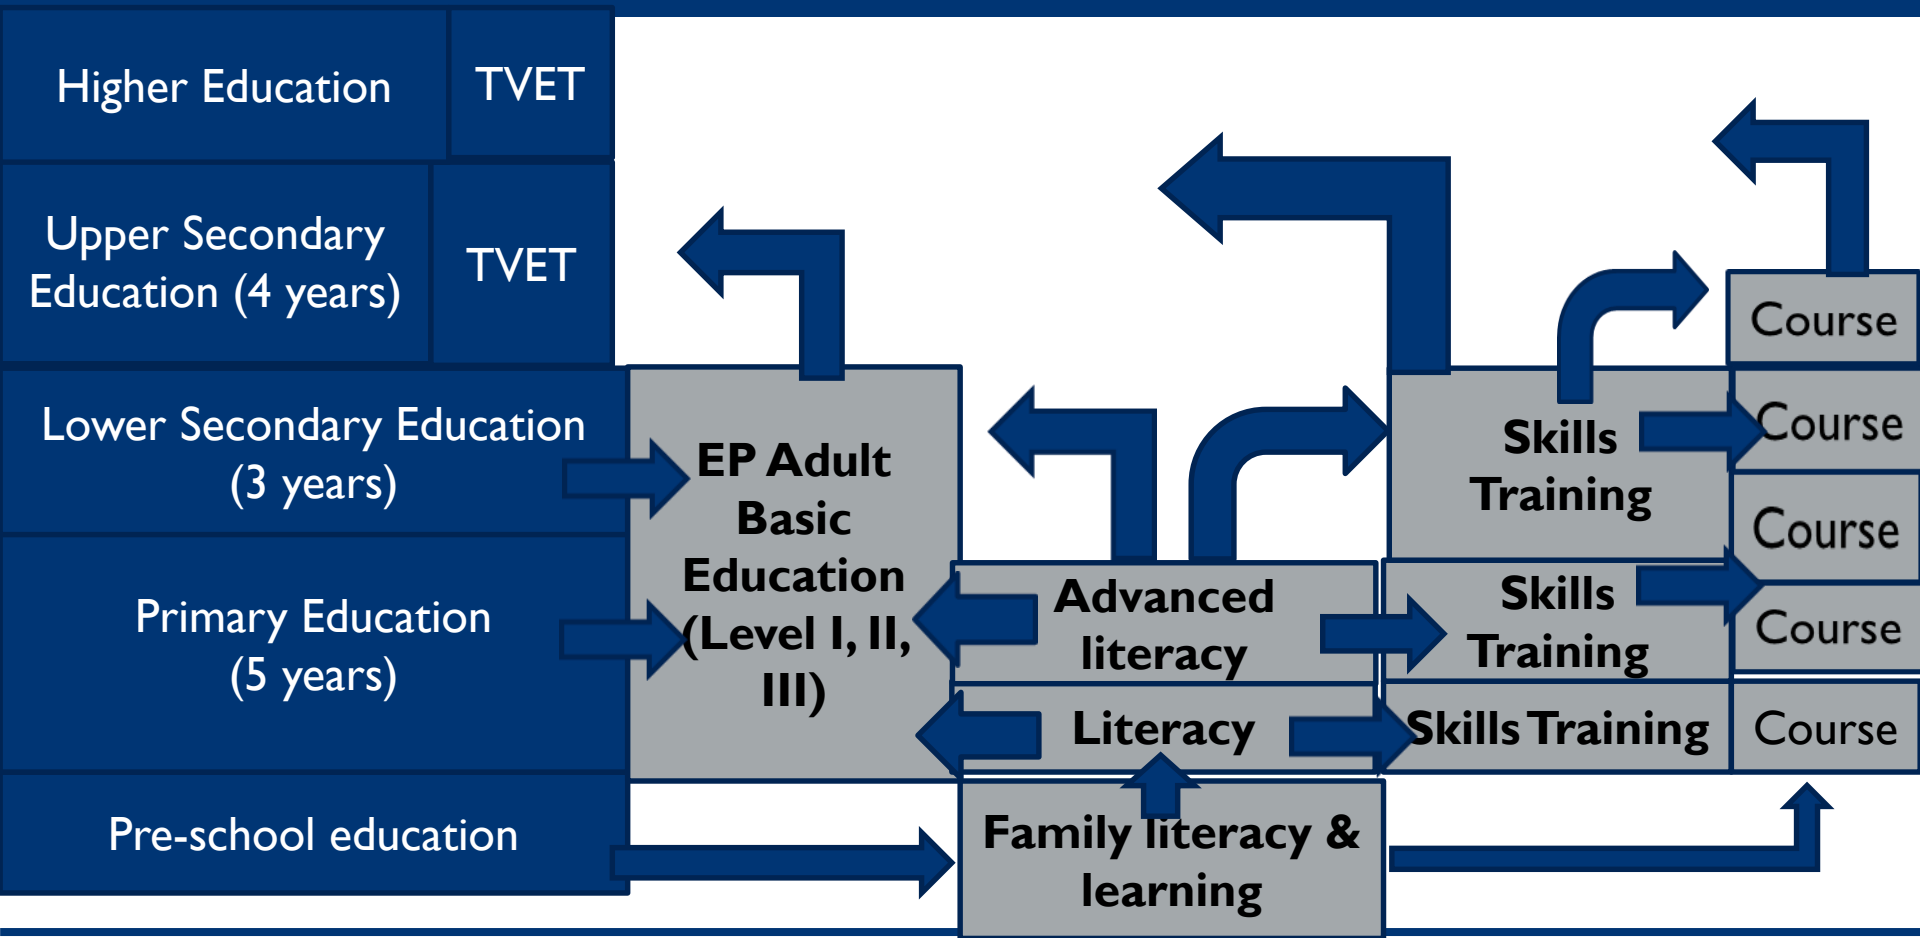 Higher Education
TVET
Upper Secondary
Education (4 years)
TVET
Lower Secondary Education
(3 years)
Primary Education
(5 years)
Pre-school education
EP Adult
Basic
Education
(Level I, II,
III)
Advanced
literacy
Literacy
Family literacy &
learning
Skills
Training
Skills
Training
Skills Training
Course
Course
Course
Course
Course